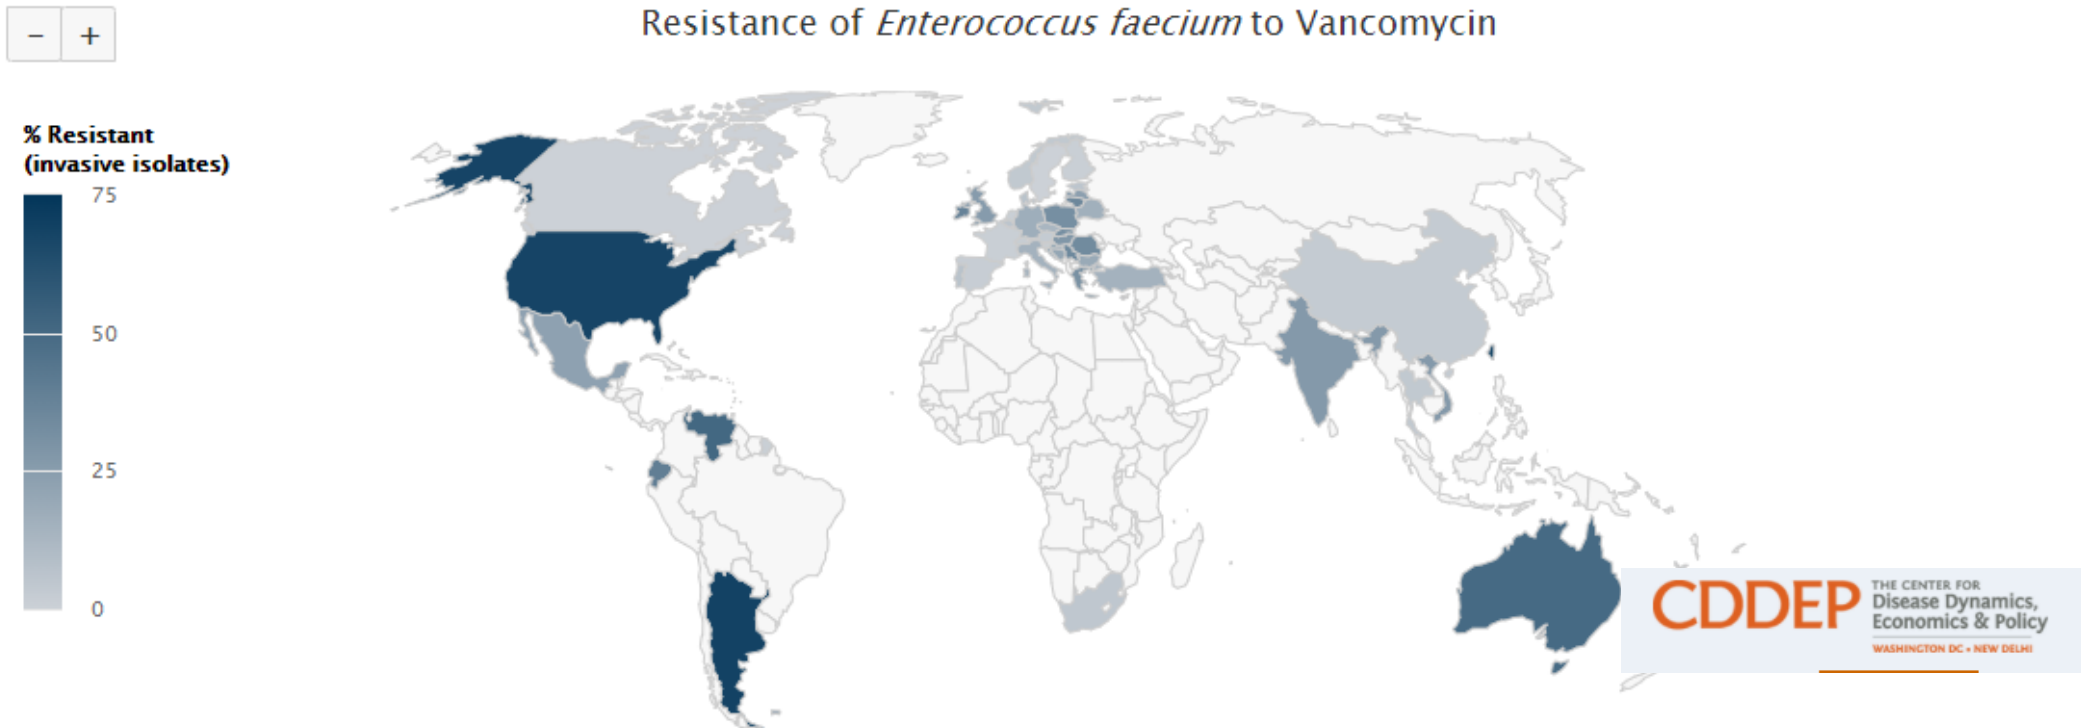 − +
Resistance of Enterococcus faecium to Vancomycin
% Resistant
(invasive isolates)
75
50
25
0
CDDEP
THE CENTER FOR
Disease Dynamics,
Economics & Policy
WASHINGTON DC • NEW DELHI